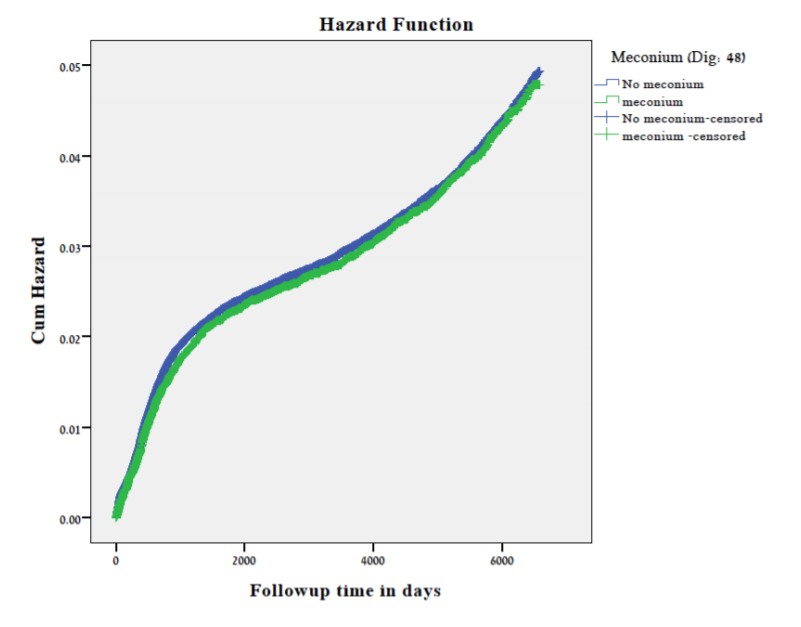 Hazard Function
Meconium (Dig: 48)
No meconium
meconium
No meconium-censored
meconium -censored
Cum Hazard
0.05
0.04
0.03
0.02
0.01
0.00
0
2000
4000
6000
Followup time in days